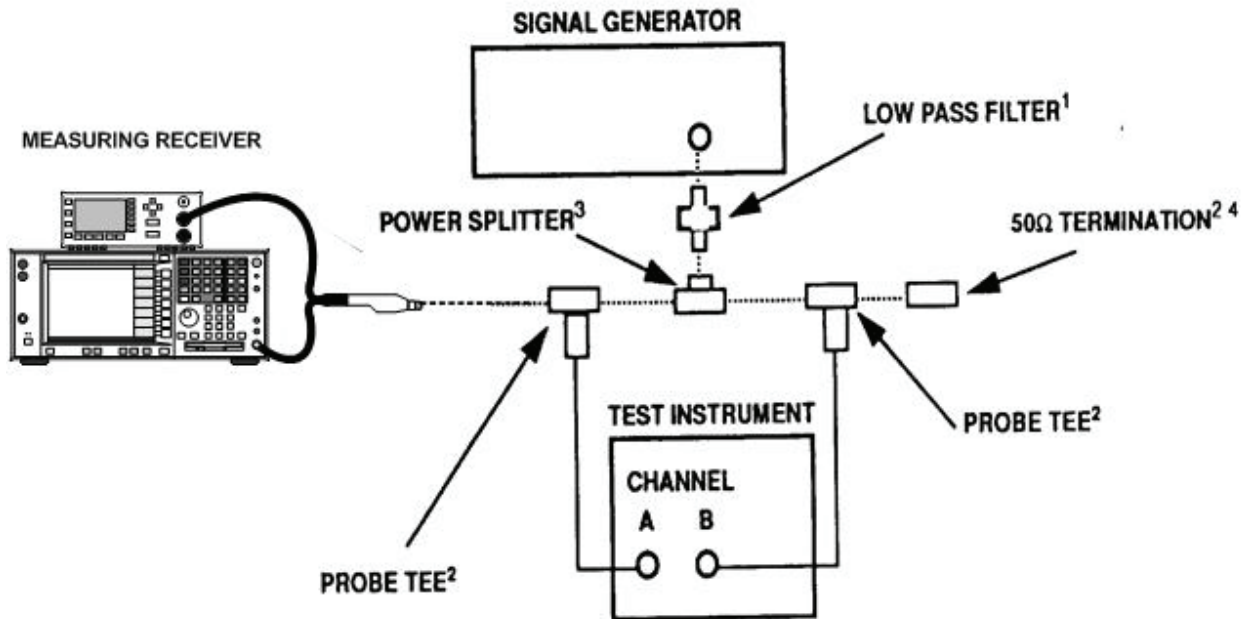 SIGNAL GENERATOR
LOW PASS FILTER¹
MEASURING RECEIVER
POWER SPLITTER³
50Ω TERMINATION² ⁴
TEST INSTRUMENT
PROBE TEE²
CHANNEL
A B
PROBE TEE²